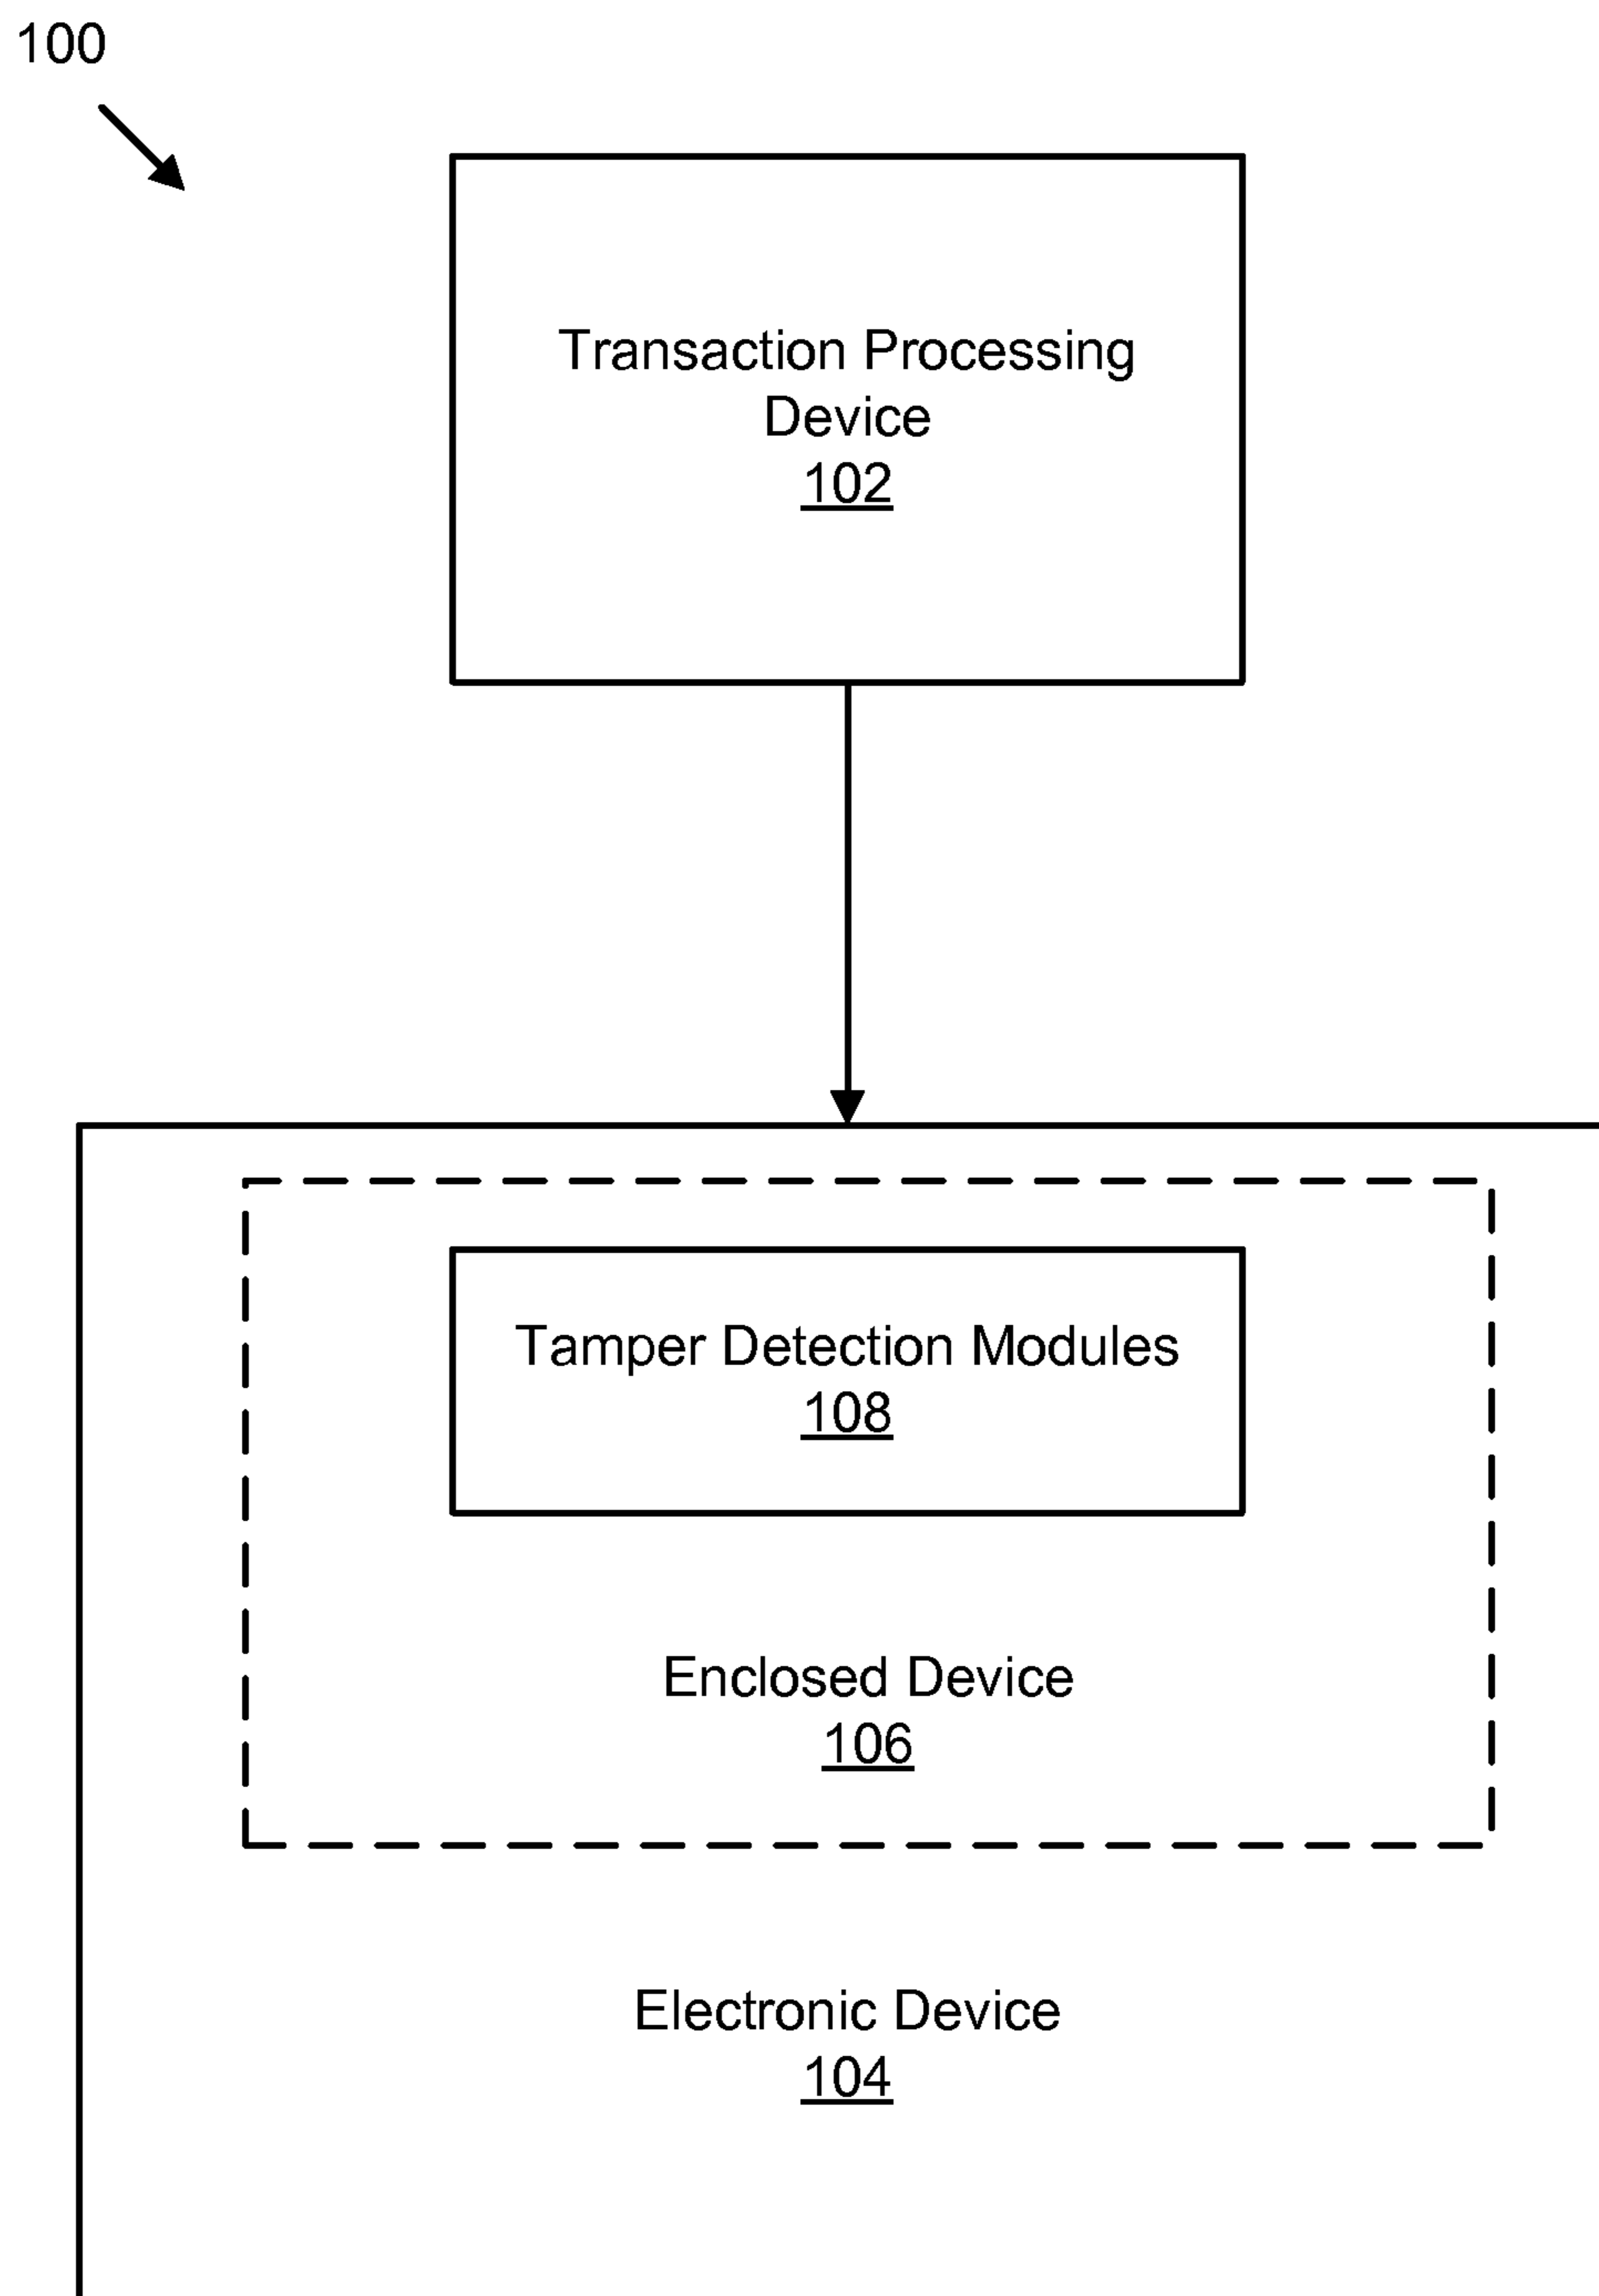 100
Transaction Processing
Device
102
Tamper Detection Modules
108
Enclosed Device
106
Electronic Device
104